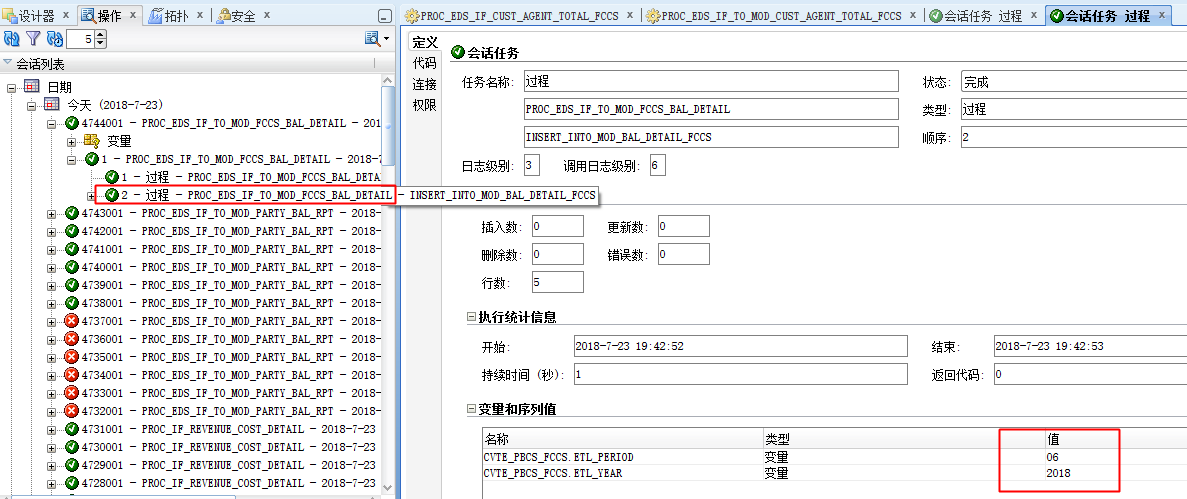 设计器 x 操作 x 拓扑 x 安全 x
5
会话列表
日期
今天 (2018-7-23)
4744001 - PROC_EDS_IF_TO_MOD_FCCS_BAL_DETAIL - 201
变量
1 - PROC_EDS_IF_TO_MOD_FCCS_BAL_DETAIL - 2018-7
1 - 过程 - PROC_EDS_IF_TO_MOD_FCCS_BAL_DETA
2 - 过程 - PROC_EDS_IF_TO_MOD_FCCS_BAL_DETAIL - INSERT_INTO_MOD_BAL_DETAIL_FCCS
4743001 - PROC_EDS_IF_TO_MOD_PARTY_BAL_RPT - 2018-
4742001 - PROC_EDS_IF_TO_MOD_PARTY_BAL_RPT - 2018-
4741001 - PROC_EDS_IF_TO_MOD_PARTY_BAL_RPT - 2018-
4740001 - PROC_EDS_IF_TO_MOD_PARTY_BAL_RPT - 2018-
4739001 - PROC_EDS_IF_TO_MOD_PARTY_BAL_RPT - 2018-
4738001 - PROC_EDS_IF_TO_MOD_PARTY_BAL_RPT - 2018-
4737001 - PROC_EDS_IF_TO_MOD_PARTY_BAL_RPT - 2018-
4736001 - PROC_EDS_IF_TO_MOD_PARTY_BAL_RPT - 2018-
4735001 - PROC_EDS_IF_TO_MOD_PARTY_BAL_RPT - 2018-
4734001 - PROC_EDS_IF_TO_MOD_PARTY_BAL_RPT - 2018-
4733001 - PROC_EDS_IF_TO_MOD_PARTY_BAL_RPT - 2018-
4732001 - PROC_EDS_IF_TO_MOD_PARTY_BAL_RPT - 2018-
4731001 - PROC_IF_REVENUE_COST_DETAIL - 2018-7-23
4730001 - PROC_IF_REVENUE_COST_DETAIL - 2018-7-23
4729001 - PROC_IF_REVENUE_COST_DETAIL - 2018-7-23
4728001 - PROC_IF_REVENUE_COST_DETAIL - 2018-7-23
PROC_EDS_IF_CUST_AGENT_TOTAL_FCCS x PROC_EDS_IF_TO_MOD_CUST_AGENT_TOTAL_FCCS x 会话任务 过程 x 会话任务 过程 x
定义
代码
连接
权限
会话任务
任务名称: 过程 状态: 完成
PROC_EDS_IF_TO_MOD_FCCS_BAL_DETAIL 类型: 过程
INSERT_INTO_MOD_BAL_DETAIL_FCCS 顺序: 2
日志级别: 3 调用日志级别: 6
插入数: 0 更新数: 0
删除数: 0 错误数: 0
行数: 5
执行统计信息
开始: 2018-7-23 19:42:52 结束: 2018-7-23 19:42:53
持续时间 (秒): 1 返回代码: 0
变量和序列值
名称 类型 值
CVTE_PBCS_FCCS.ETL_PERIOD 变量 06
CVTE_PBCS_FCCS.ETL_YEAR 变量 2018